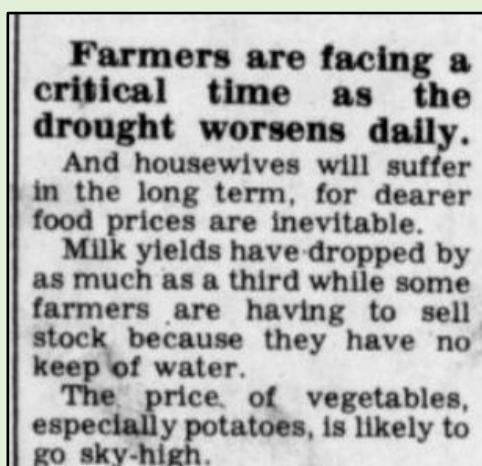 Farmers are facing a
critical time as the
drought worsens daily.
And housewives will suffer
in the long term, for dearer
food prices are inevitable.
Milk yields have dropped by
as much as a third while some
farmers are having to sell
stock because they have no
keep of water.
The price of vegetables,
especially potatoes, is likely to
go sky-high.